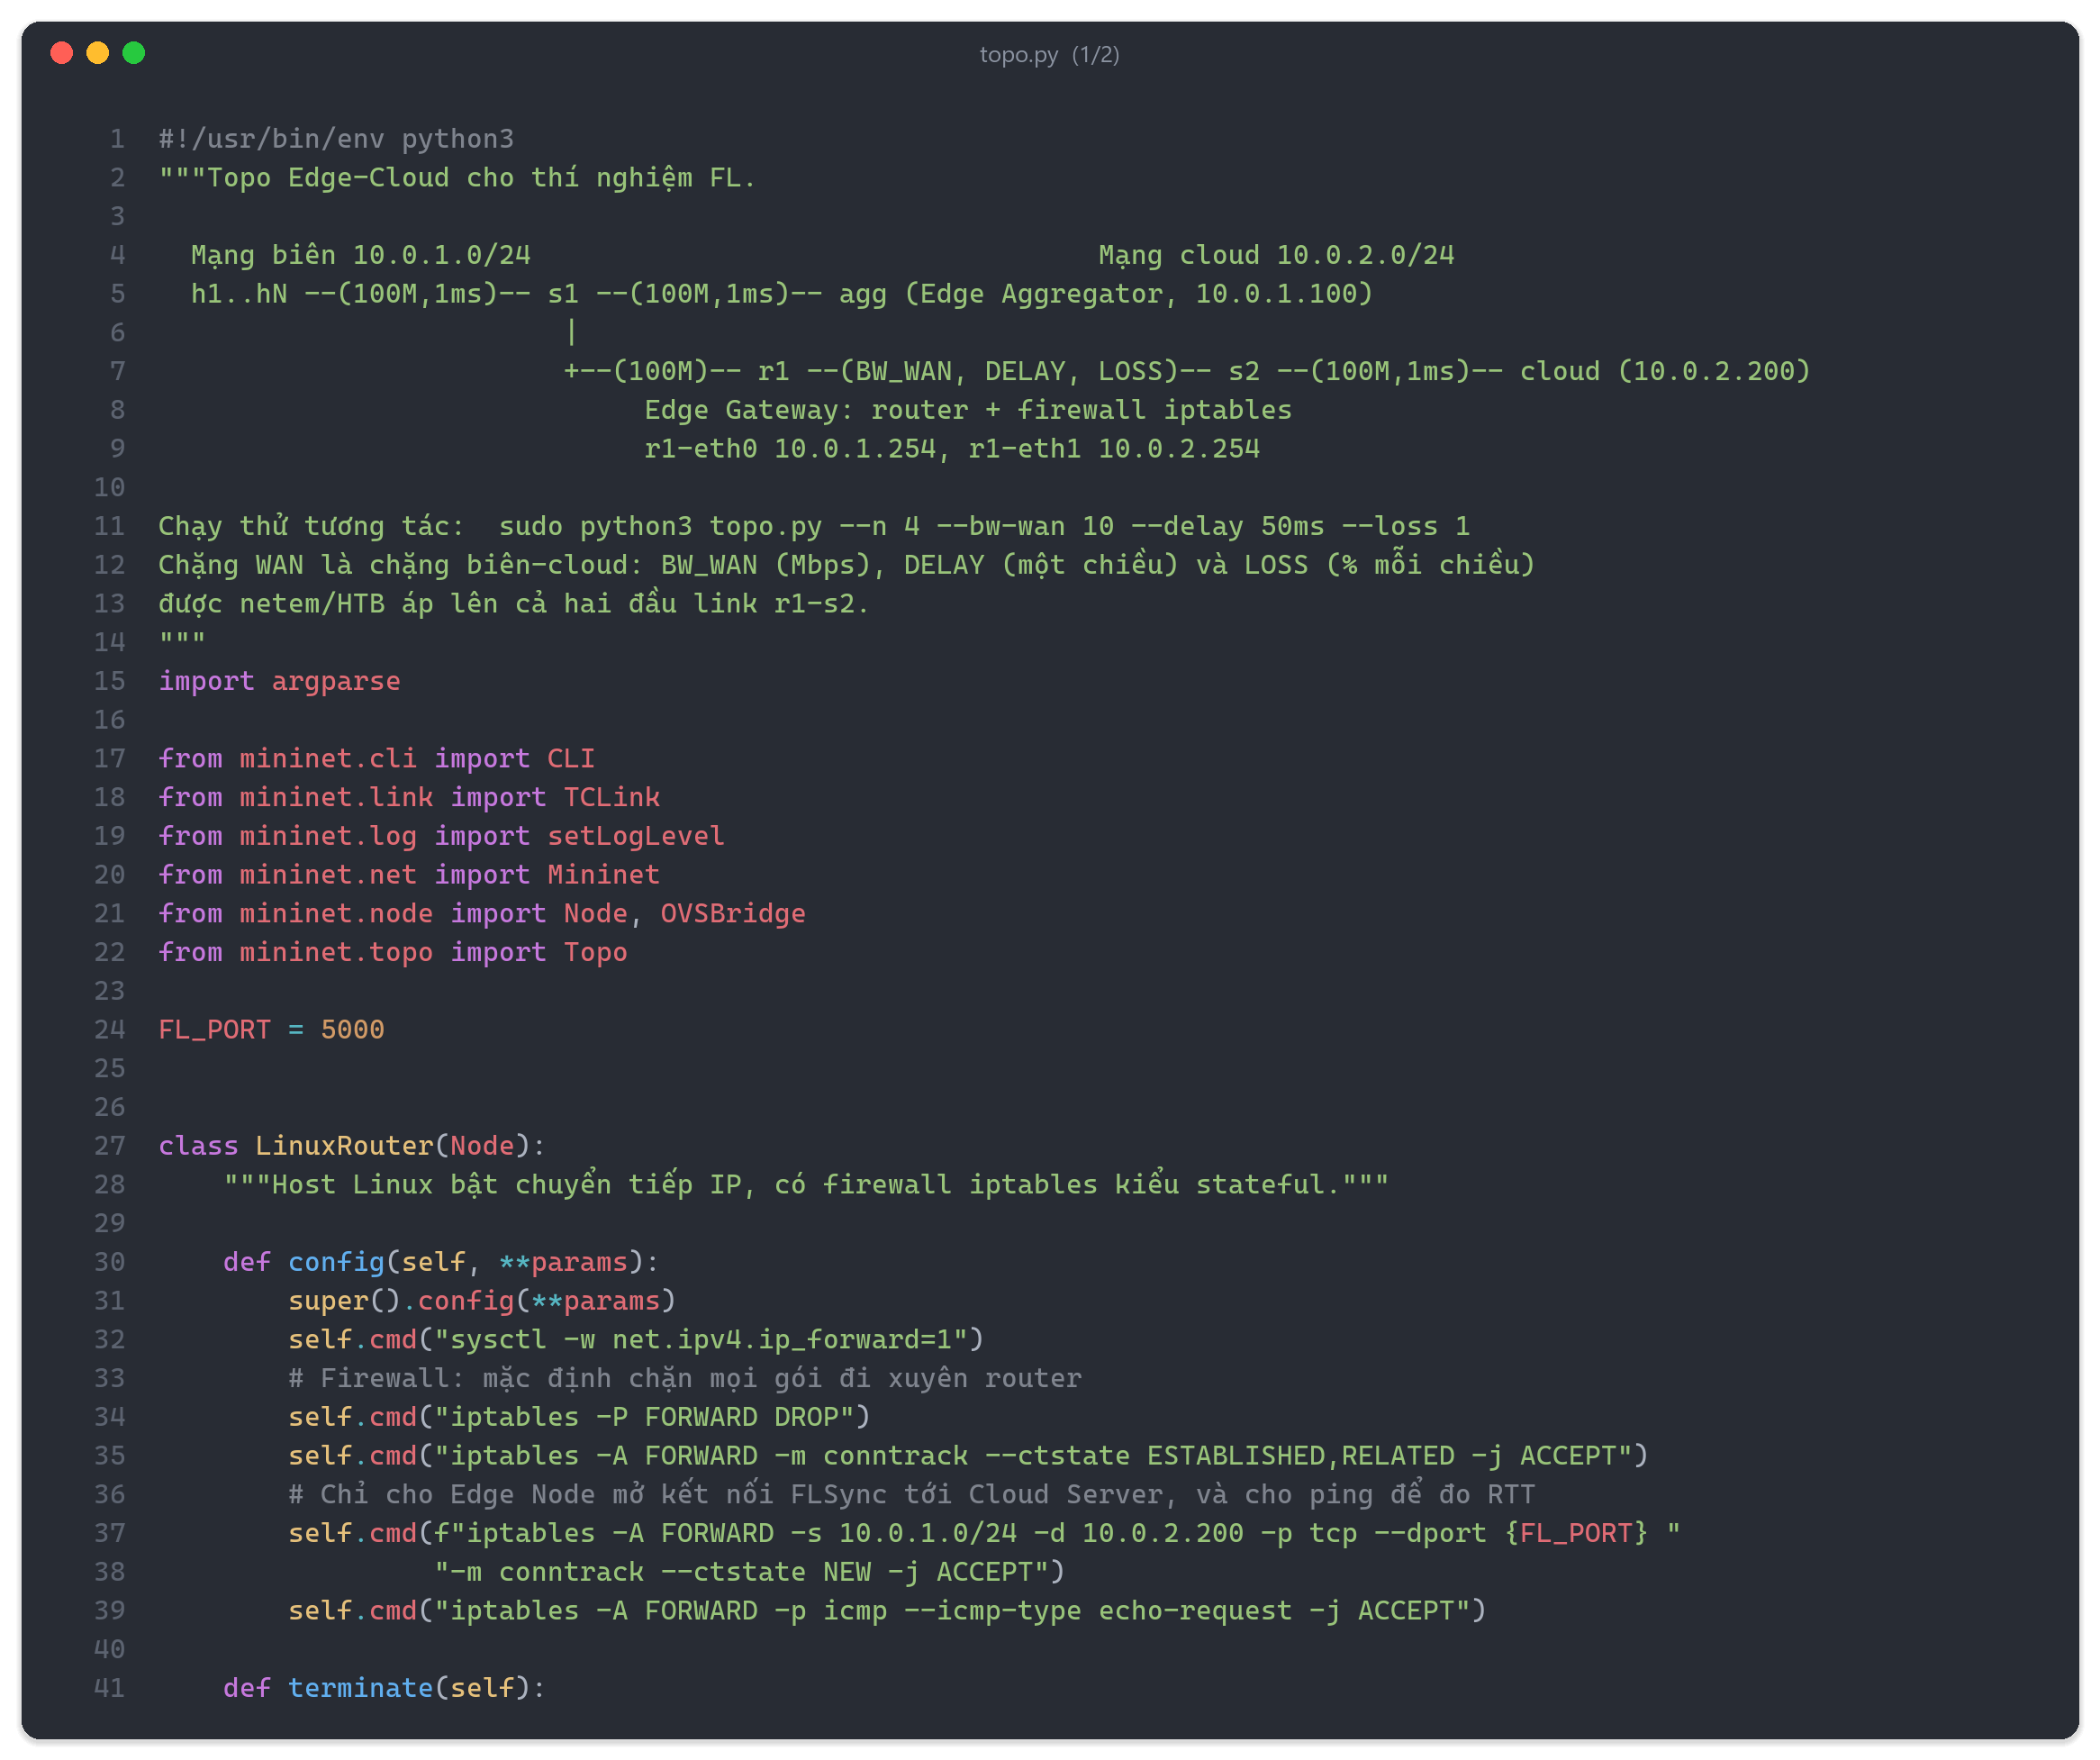 topo.py (1/2)
1 #!/usr/bin/env python3
2 """Topo Edge-Cloud cho thí nghiệm FL.
3
4   Mạng biên 10.0.1.0/24                                   Mạng cloud 10.0.2.0/24
5   h1..hN --(100M,1ms)-- s1 --(100M,1ms)-- agg (Edge Aggregator, 10.0.1.100)
6                          |
7                          +--(100M)-- r1 --(BW_WAN, DELAY, LOSS)-- s2 --(100M,1ms)-- cloud (10.0.2.200)
8                               Edge Gateway: router + firewall iptables
9                               r1-eth0 10.0.1.254, r1-eth1 10.0.2.254
10
11 Chạy thử tương tác:  sudo python3 topo.py --n 4 --bw-wan 10 --delay 50ms --loss 1
12 Chặng WAN là chặng biên-cloud: BW_WAN (Mbps), DELAY (một chiều) và LOSS (% mỗi chiều)
13 được netem/HTB áp lên cả hai đầu link r1-s2.
14 """
15 import argparse
16
17 from mininet.cli import CLI
18 from mininet.link import TCLink
19 from mininet.log import setLogLevel
20 from mininet.net import Mininet
21 from mininet.node import Node, OVSBridge
22 from mininet.topo import Topo
23
24 FL_PORT = 5000
25
26
27 class LinuxRouter(Node):
28     """Host Linux bật chuyển tiếp IP, có firewall iptables kiểu stateful."""
29
30     def config(self, **params):
31         super().config(**params)
32         self.cmd("sysctl -w net.ipv4.ip_forward=1")
33         # Firewall: mặc định chặn mọi gói đi xuyên router
34         self.cmd("iptables -P FORWARD DROP")
35         self.cmd("iptables -A FORWARD -m conntrack --ctstate ESTABLISHED,RELATED -j ACCEPT")
36         # Chỉ cho Edge Node mở kết nối FLSync tới Cloud Server, và cho ping để đo RTT
37         self.cmd(f"iptables -A FORWARD -s 10.0.1.0/24 -d 10.0.2.200 -p tcp --dport {FL_PORT} "
38                  "-m conntrack --ctstate NEW -j ACCEPT")
39         self.cmd("iptables -A FORWARD -p icmp --icmp-type echo-request -j ACCEPT")
40
41     def terminate(self):